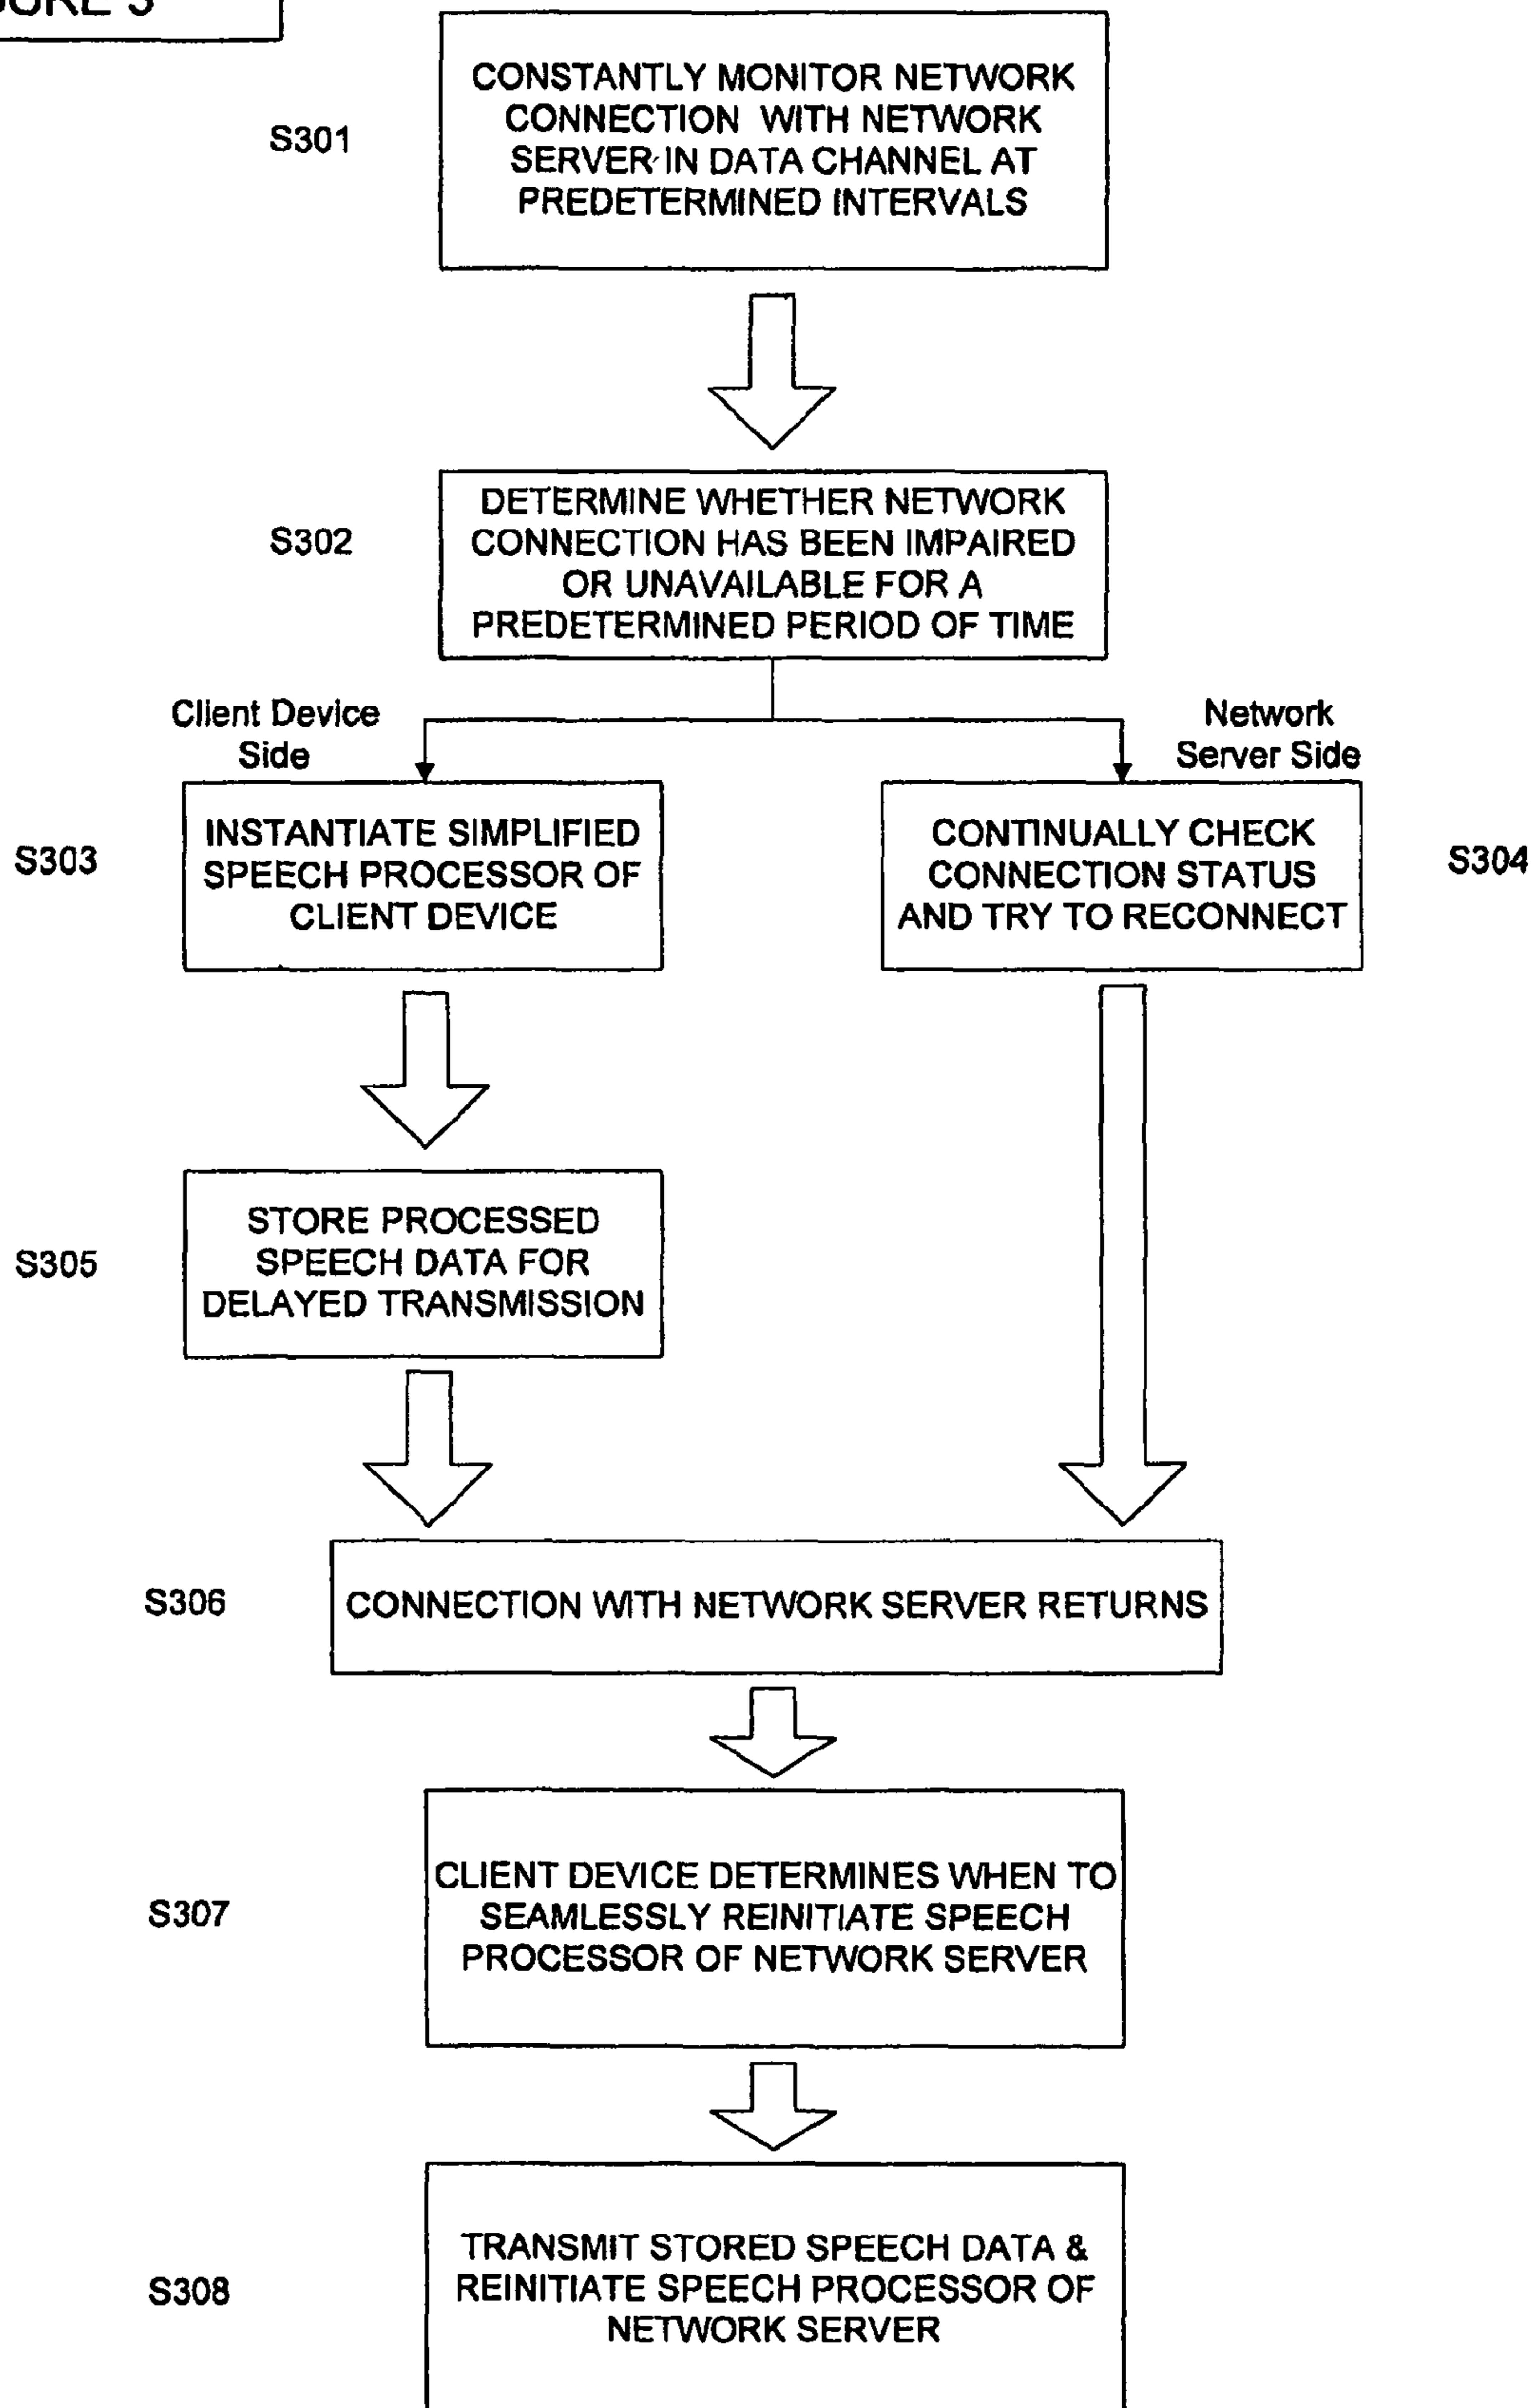 CONSTANTLY MONITOR NETWORK
CONNECTION WITH NETWORK
SERVER IN DATA CHANNEL AT
PREDETERMINED INTERVALS
S301
DETERMINE WHETHER NETWORK
CONNECTION HAS BEEN IMPAIRED
OR UNAVAILABLE FOR A
PREDETERMINED PERIOD OF TIME
S302
Client Device
Side
Network
Server Side
S303
INSTANTIATE SIMPLIFIED
SPEECH PROCESSOR OF
CLIENT DEVICE
CONTINUALLY CHECK
CONNECTION STATUS
AND TRY TO RECONNECT
S304
S305
STORE PROCESSED
SPEECH DATA FOR
DELAYED TRANSMISSION
S306
CONNECTION WITH NETWORK SERVER RETURNS
S307
CLIENT DEVICE DETERMINES WHEN TO
SEAMLESSLY REINITIATE SPEECH
PROCESSOR OF NETWORK SERVER
S308
TRANSMIT STORED SPEECH DATA &
REINITIATE SPEECH PROCESSOR OF
NETWORK SERVER